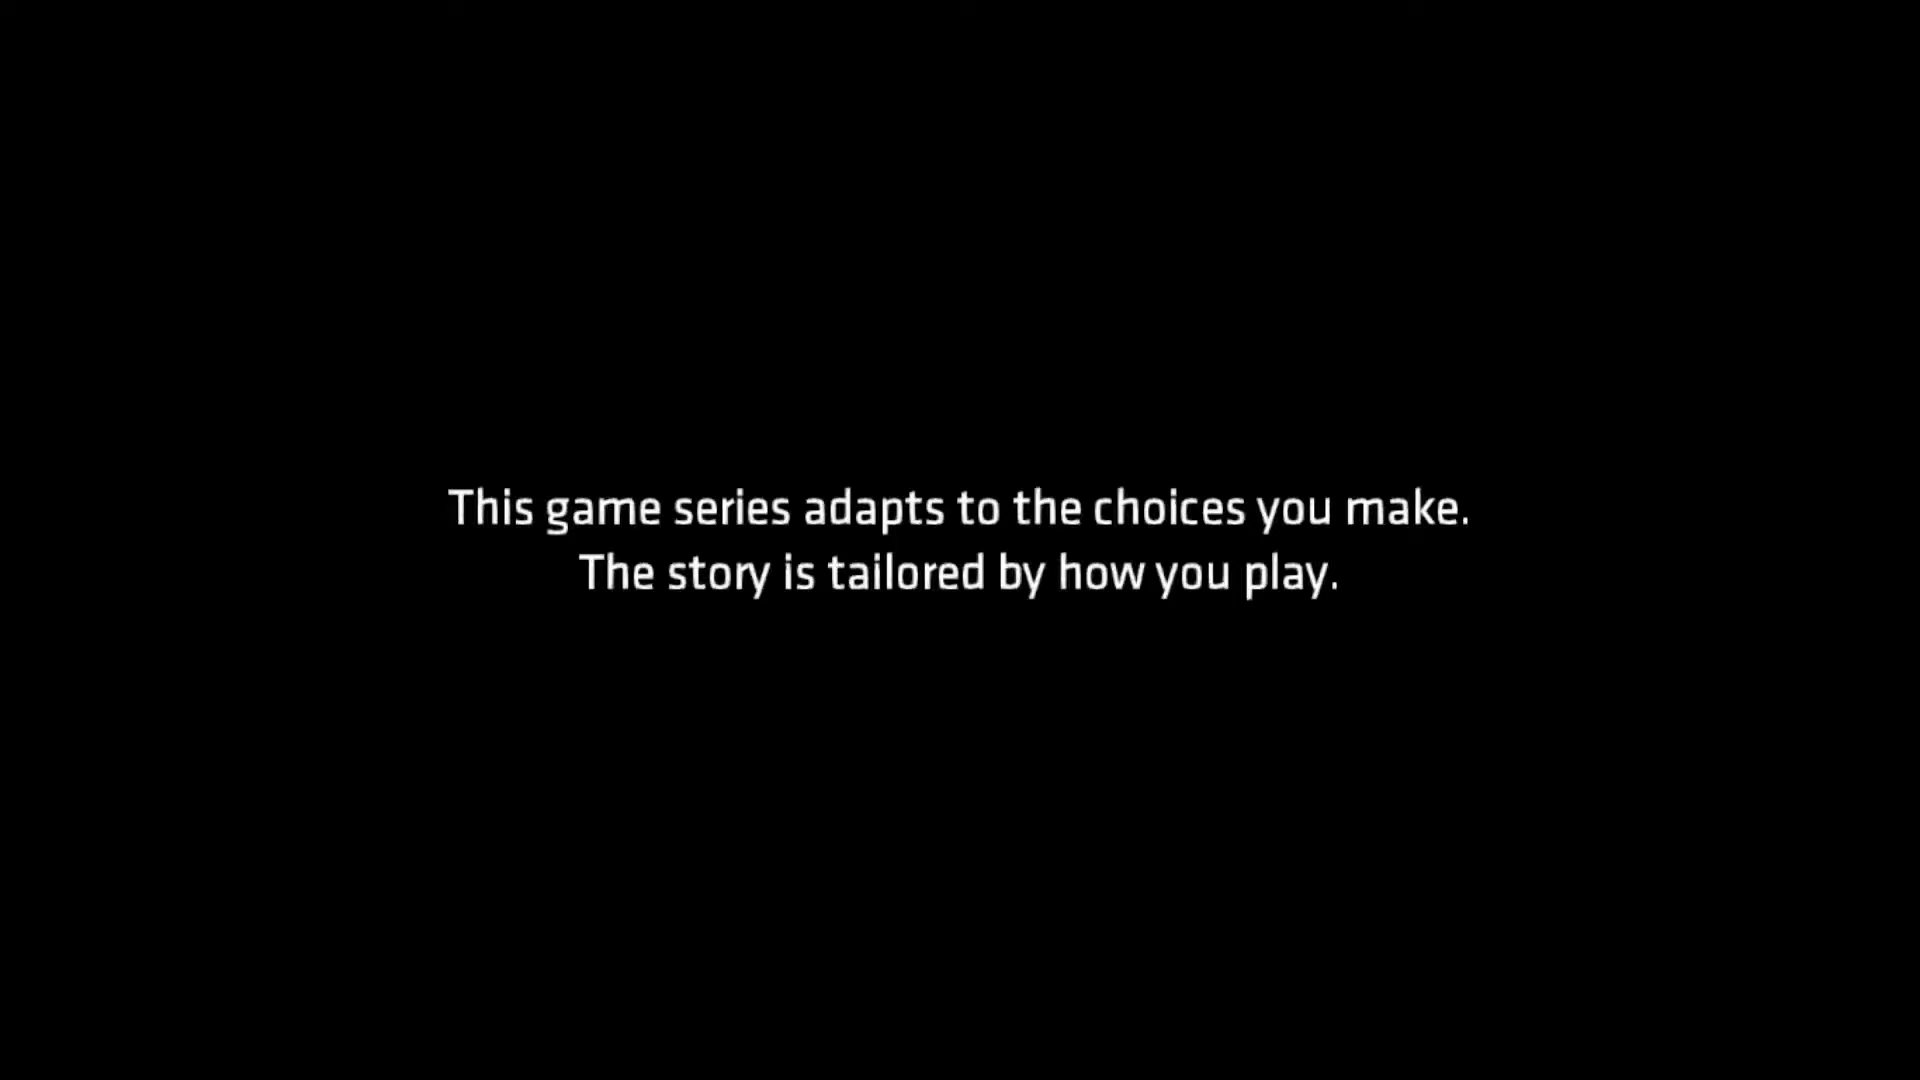 This game series adapts to the choices you make.
The story is tailored by how you play.